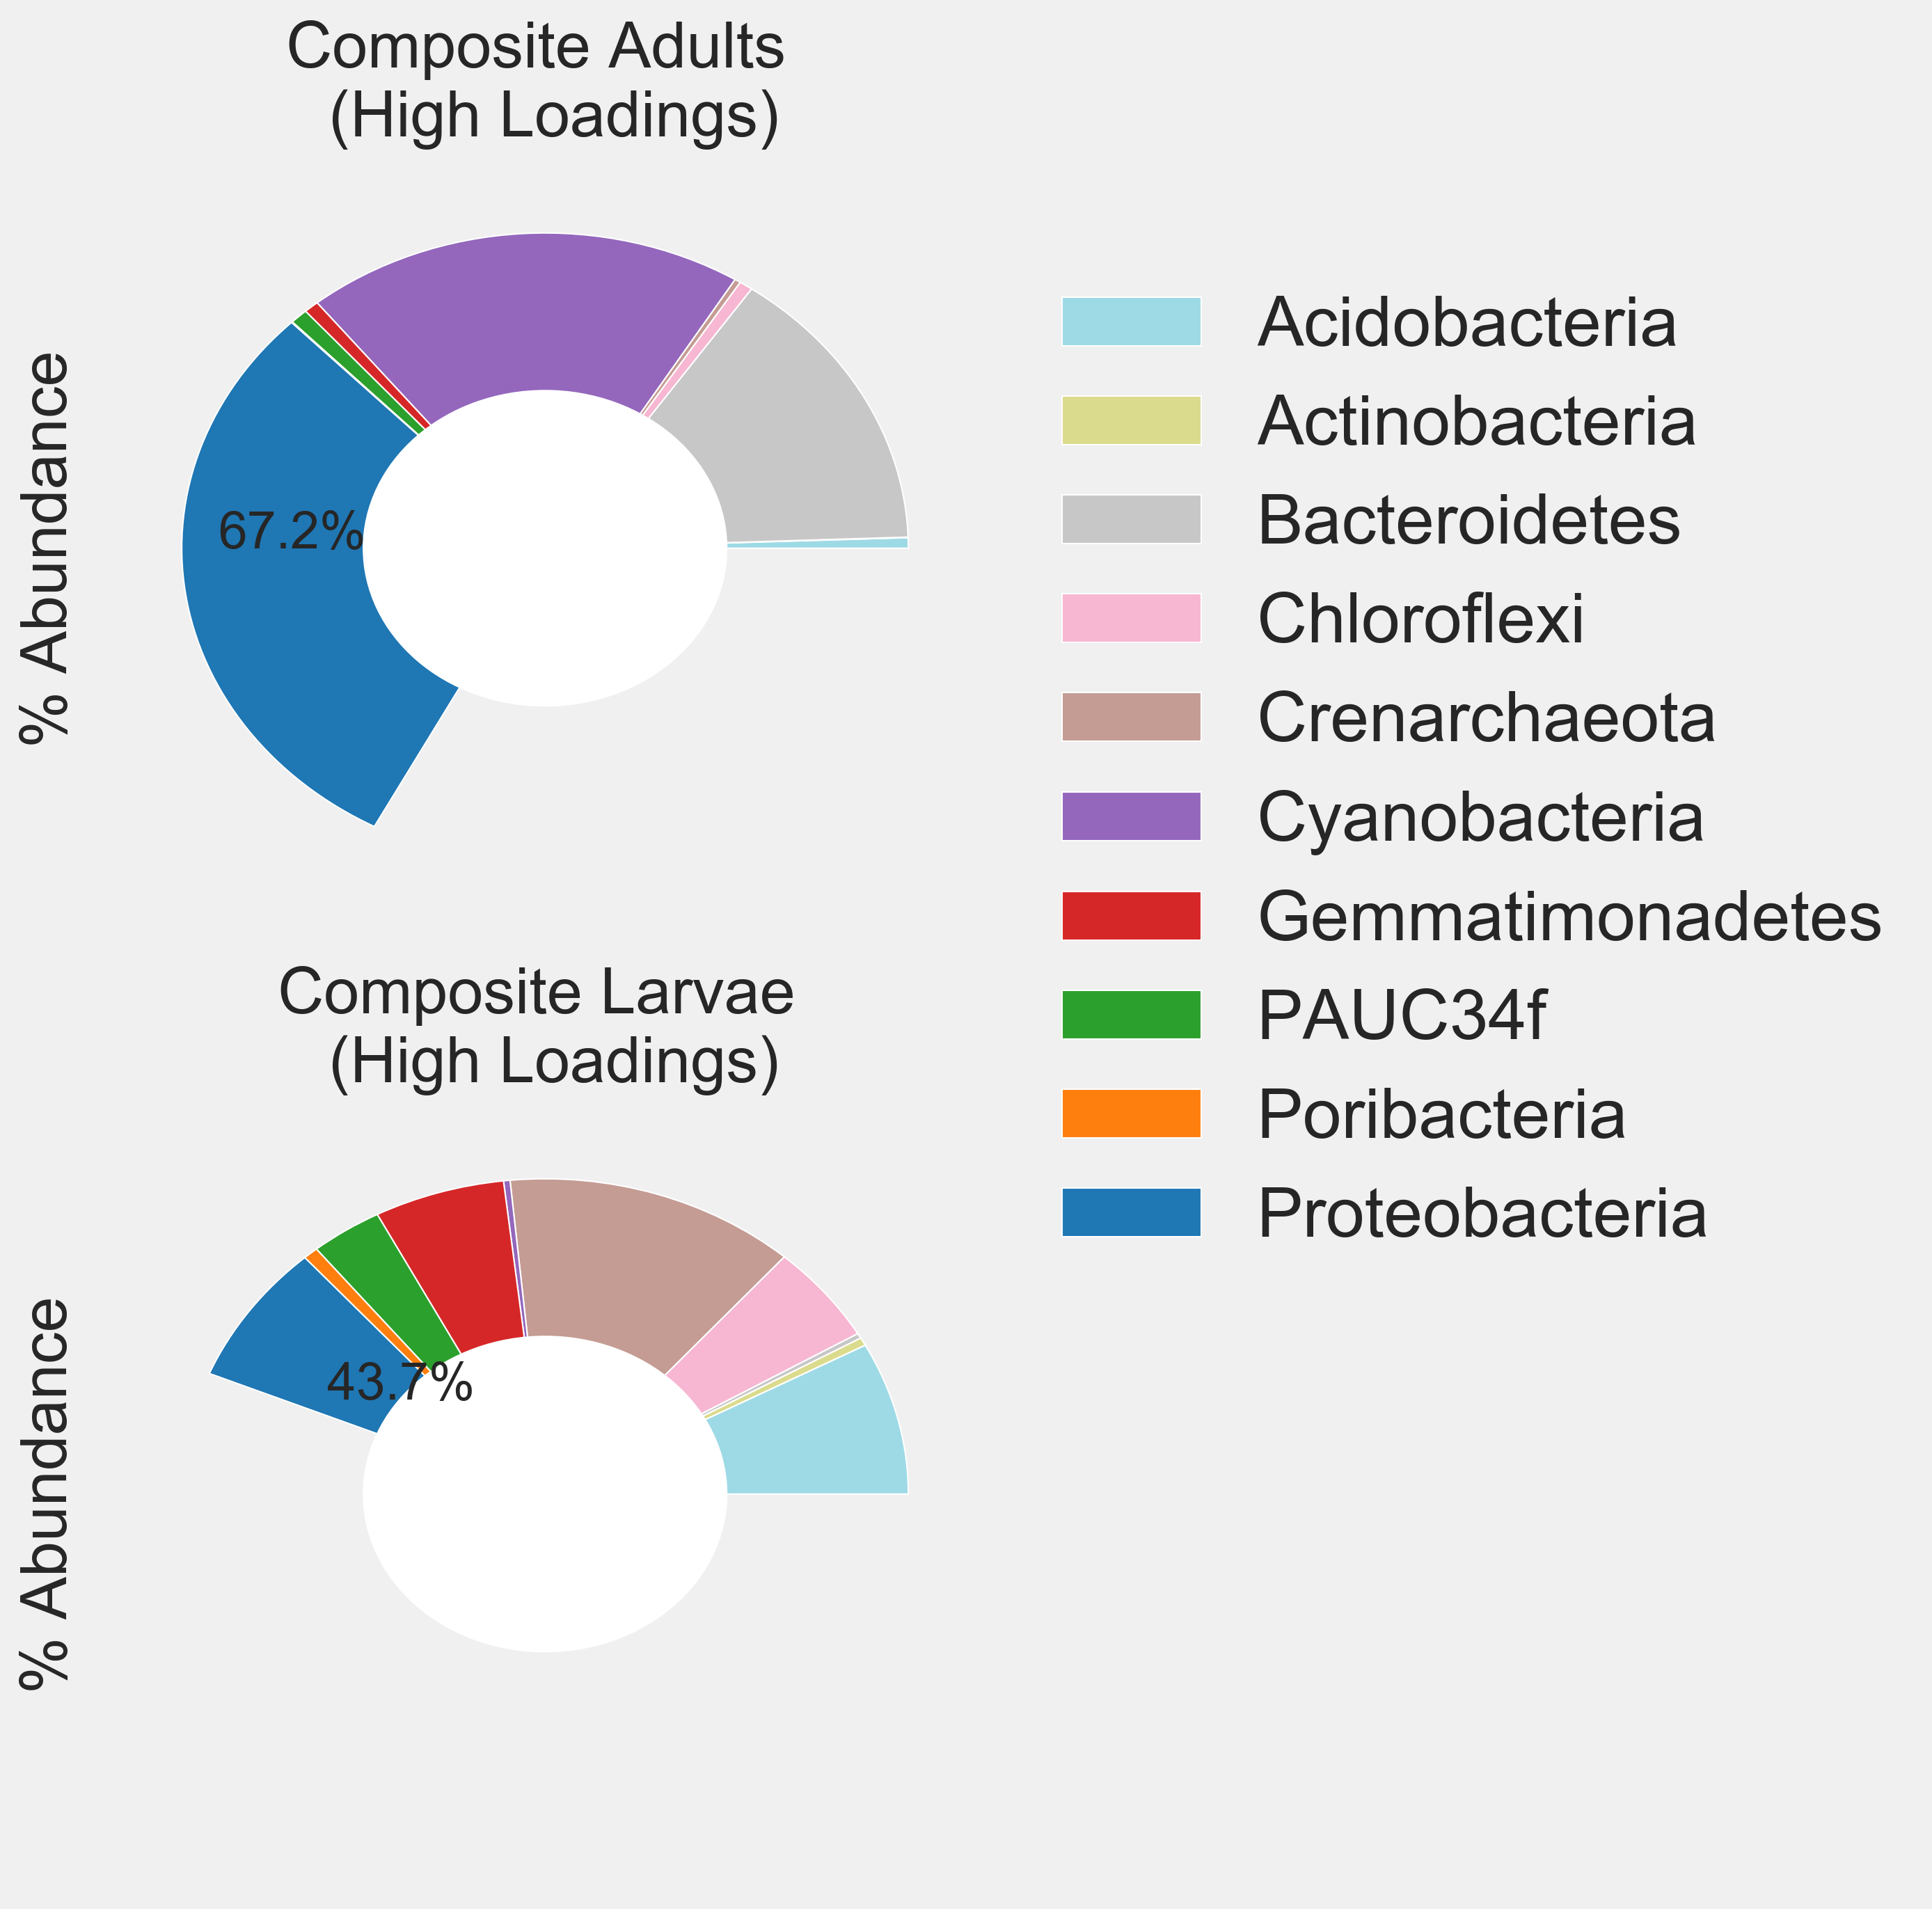 Composite Adults
(High Loadings)
% Abundance
67.2%
Composite Larvae
(High Loadings)
% Abundance
43.7%
Acidobacteria
Actinobacteria
Bacteroidetes
Chloroflexi
Crenarchaeota
Cyanobacteria
Gemmatimonadetes
PAUC34f
Poribacteria
Proteobacteria